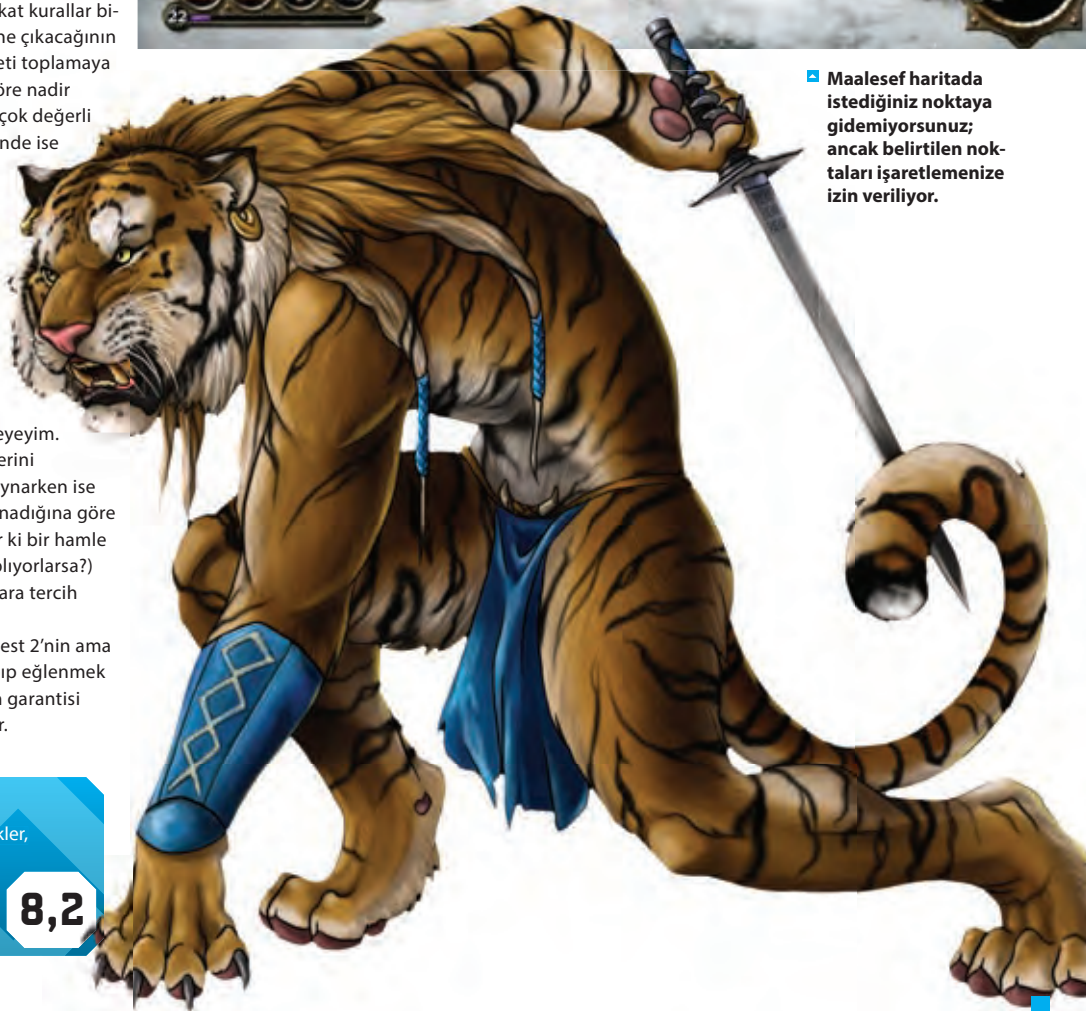 kat kurallar bi-
ne çıkacağının
eti toplamaya
öre nadir
çok değerli
nde ise
eyeyim.
erini
ynarken ise
nadığına göre
r ki bir hamle
olıyorlarsa?)
ara tercih
est 2’nin ama
ıp eğlenmek
garantisi
r.
kler,
8,2
22
Maalesef haritada
istediğiniz noktaya
gidemiyorsunuz;
ancak belirtilen nok-
taları işaretlemenize
izin veriliyor.